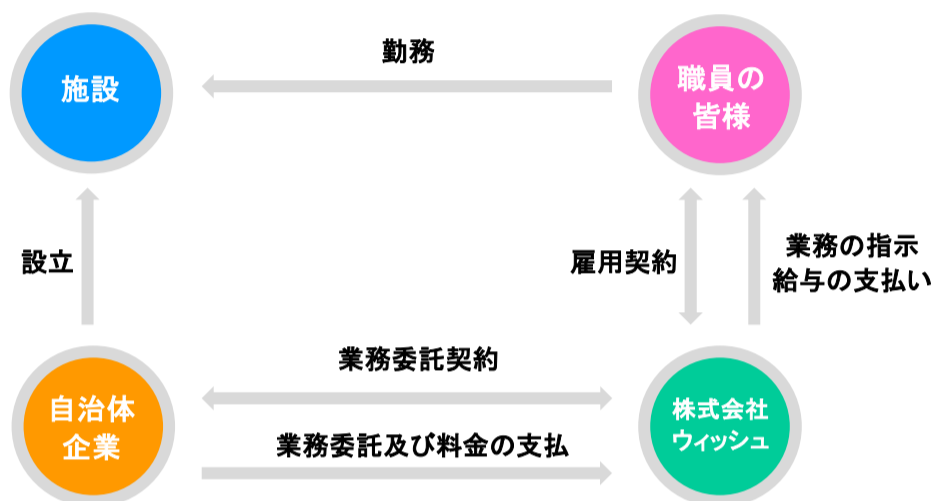 勤務
施設
職員の
皆様
設立
雇用契約
業務の指示
給与の支払い
業務委託契約
自治体
企業
株式会社
ウィッシュ
業務委託及び料金の支払